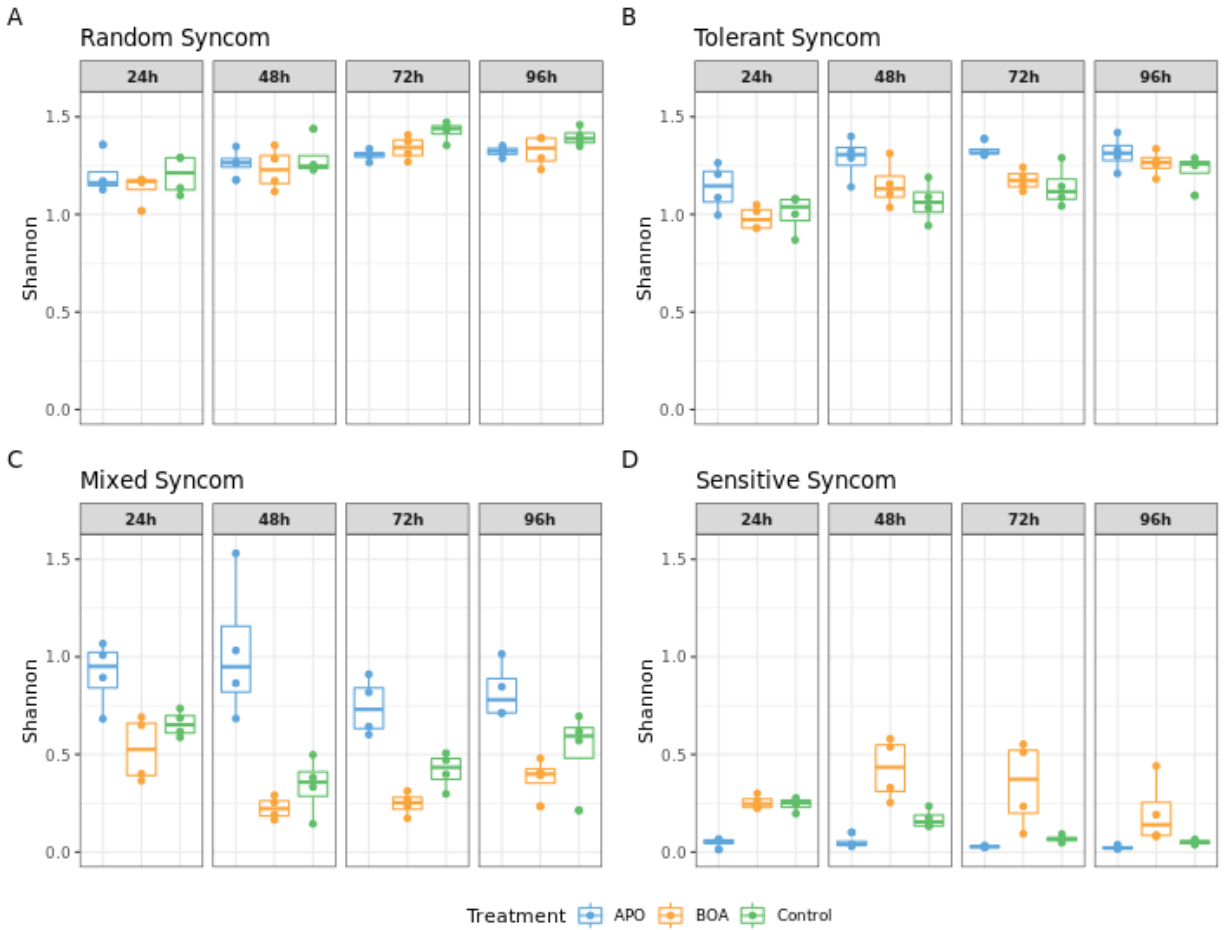 A
Random Syncom
24h 48h 72h 96h
Shannon
1.5
1.0
0.5
0.0
B
Tolerant Syncom
24h 48h 72h 96h
Shannon
1.5
1.0
0.5
0.0
C
Mixed Syncom
24h 48h 72h 96h
Shannon
1.5
1.0
0.5
0.0
D
Sensitive Syncom
24h 48h 72h 96h
Shannon
1.5
1.0
0.5
0.0
Treatment APO BOA Control